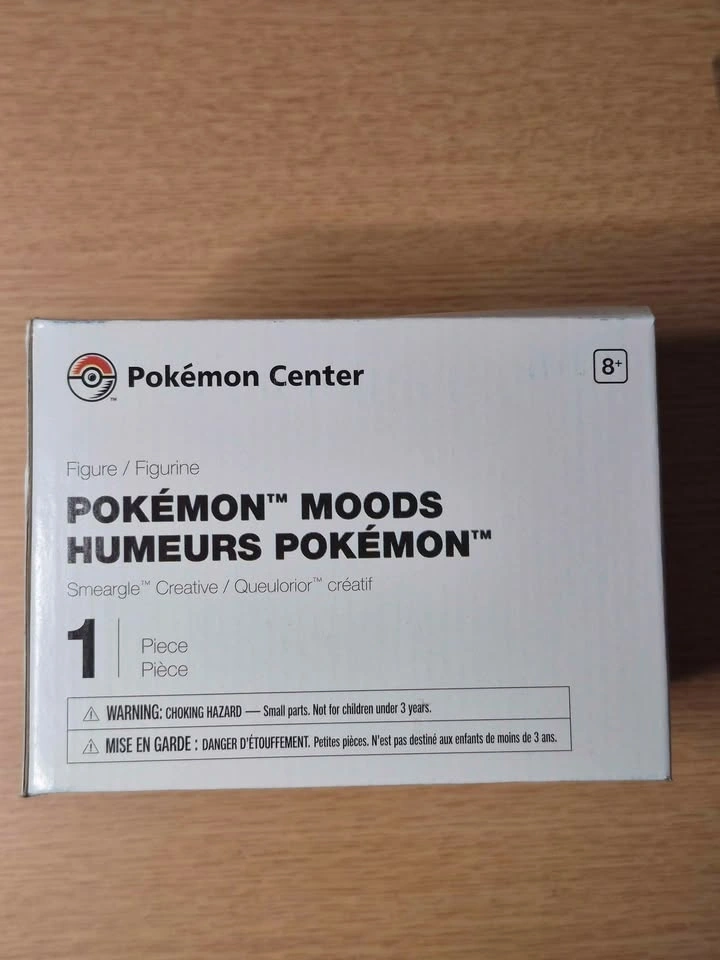 Pokémon Center
8+
Figure / Figurine
POKÉMON™ MOODS
HUMEURS POKÉMON™
Smeargle™ Creative / Queulorior™ créatif
1
Piece
Pièce
⚠ WARNING: CHOKING HAZARD — Small parts. Not for children under 3 years.
⚠ MISE EN GARDE : DANGER D'ÉTOUFFEMENT. Petites pièces. N'est pas destiné aux enfants de moins de 3 ans.